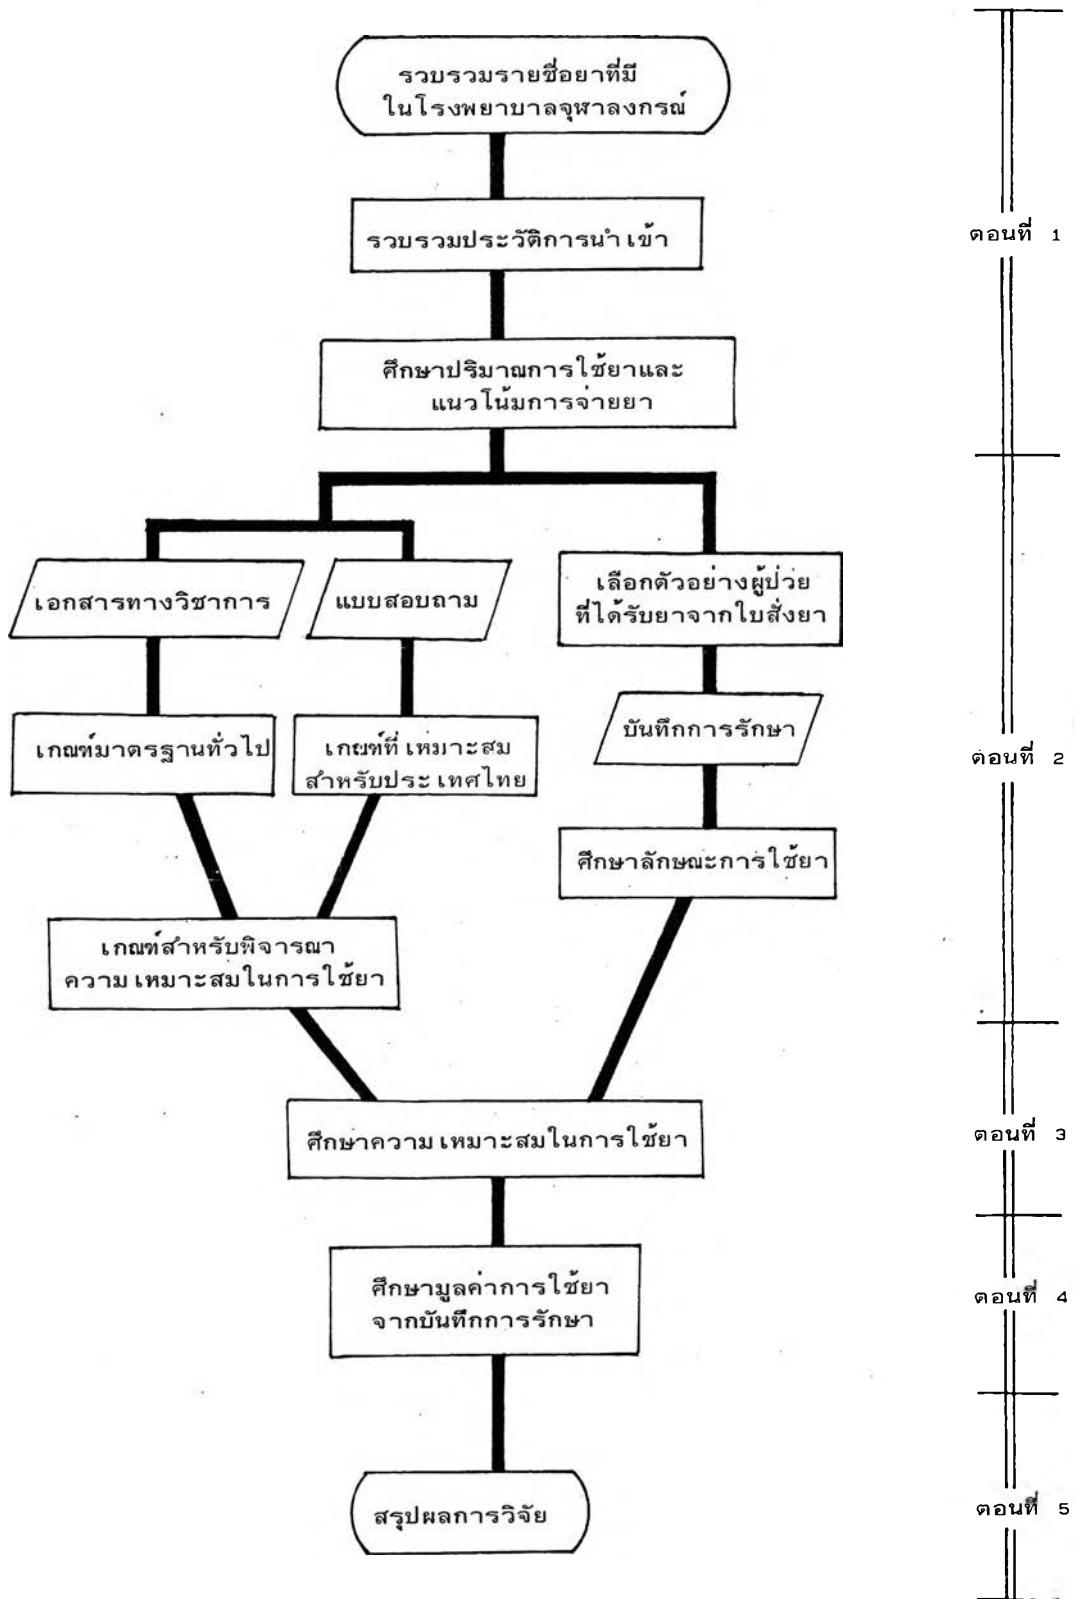 รวบรวมรายชื่อยาที่มี
ในโรงพยาบาลจุฬาลงกรณ์
รวบรวมประวัติการนำเข้า
ตอนที่ 1
ศึกษาปริมาณการใช้ยาและ
แนวโน้มการจ่ายยา
เอกสารทางวิชาการ
แบบสอบถาม
เลือกตัวอย่างผู้ป่วย
ที่ได้รับยาจากใบสั่งยา
เกณฑ์มาตรฐานทั่วไป
เกณฑ์ที่เหมาะสม
สำหรับประเทศไทย
บันทึกการรักษา
ตอนที่ 2
ศึกษาลักษณะการใช้ยา
เกณฑ์สำหรับพิจารณา
ความเหมาะสมในการใช้ยา
ศึกษาความเหมาะสมในการใช้ยา
ตอนที่ 3
ศึกษามูลค่าการใช้ยา
จากบันทึกการรักษา
ตอนที่ 4
สรุปผลการวิจัย
ตอนที่ 5